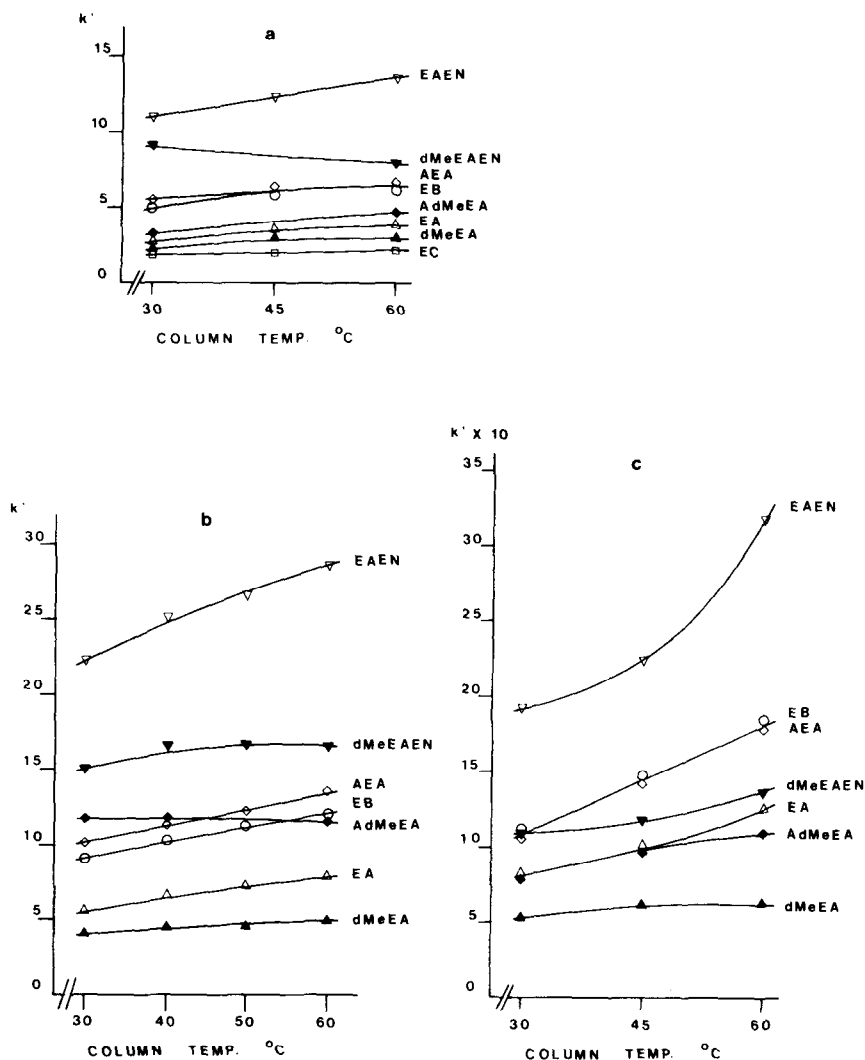 k'
a
15
10
5
0
EAEN
dMeEAEN
AEA
EB
AdMeEA
EA
dMeEA
EC
30 45 60
COLUMN TEMP. °C
k'
b
30
25
20
15
10
5
0
EAEN
dMeEAEN
AEA
EB
AdMeEA
EA
dMeEA
30 40 50 60
COLUMN TEMP. °C
k' X 10
c
35
30
25
20
15
10
5
0
EAEN
EB
AEA
dMeEAEN
EA
AdMeEA
dMeEA
30 45 60
COLUMN TEMP. °C